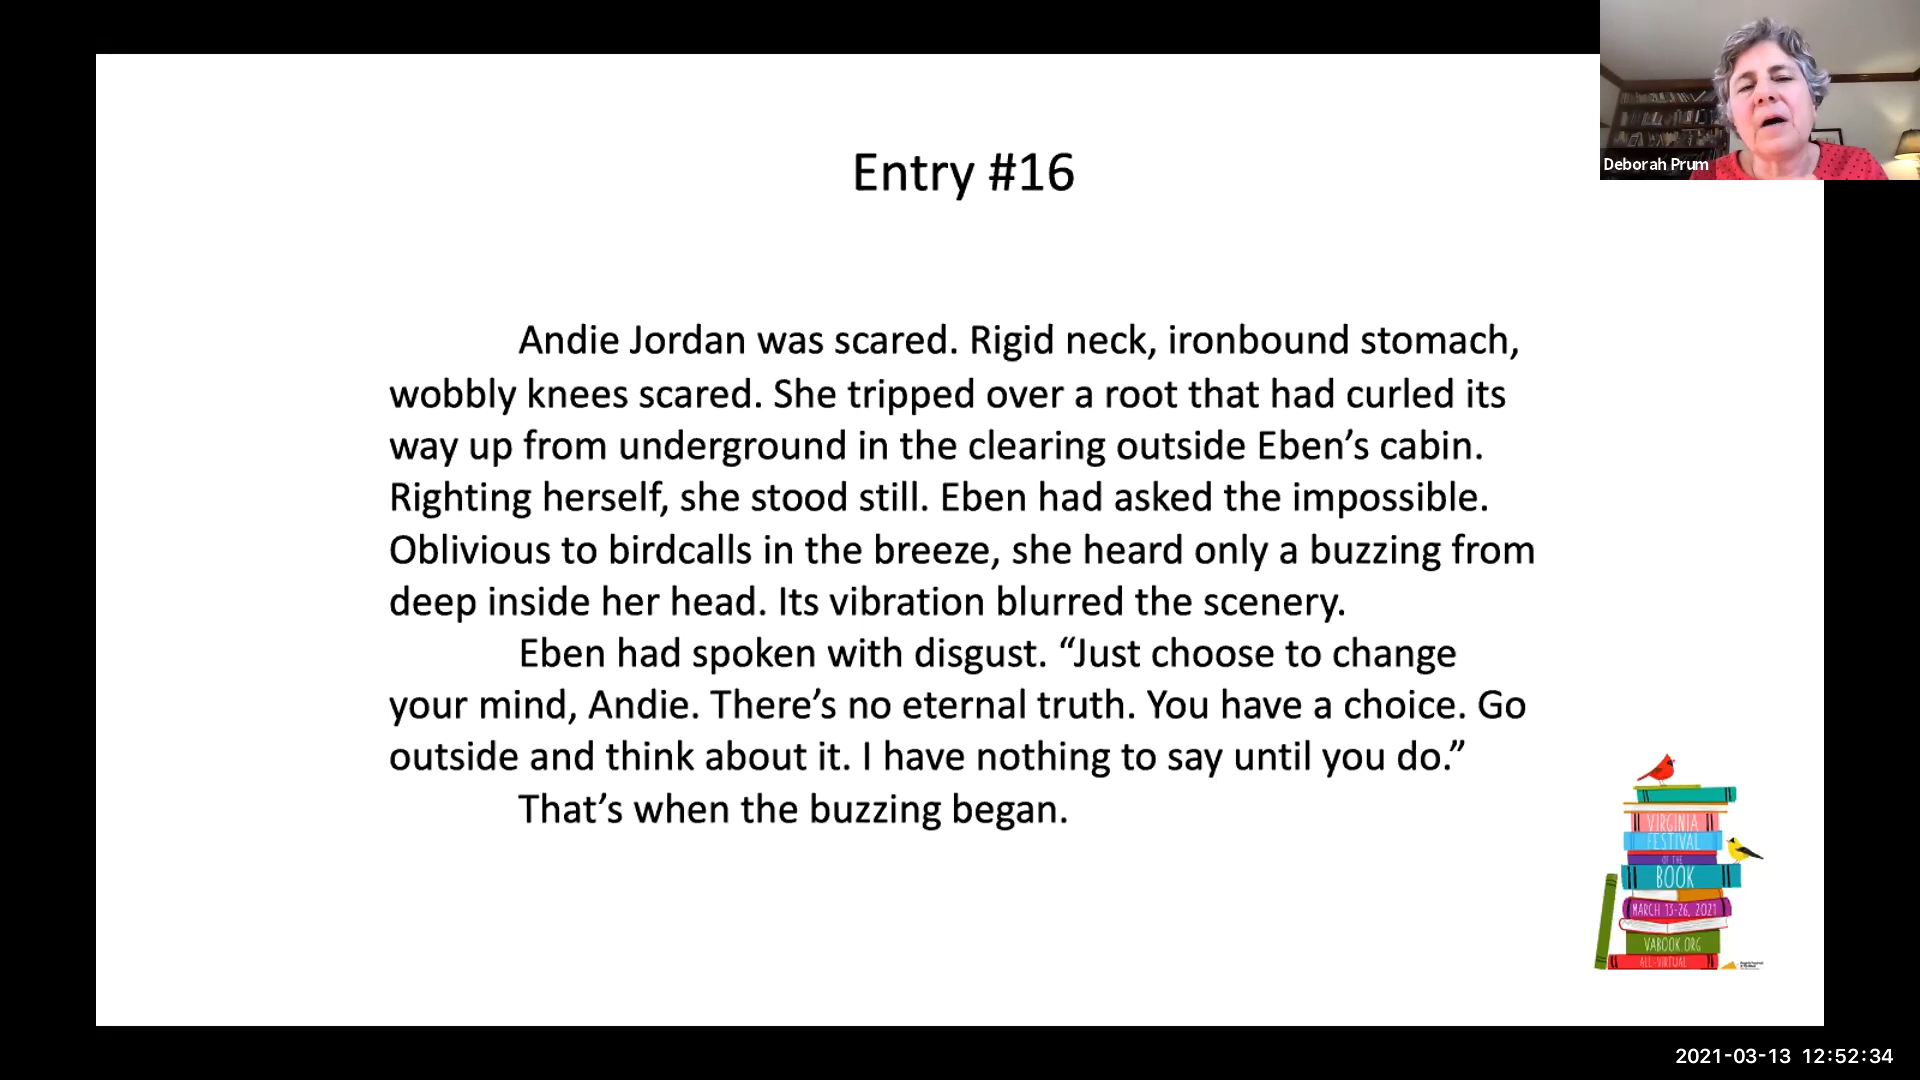 Entry #16
Deborah Prum
Andie Jordan was scared. Rigid neck, ironbound stomach,
wobbly knees scared. She tripped over a root that had curled its
way up from underground in the clearing outside Eben’s cabin.
Righting herself, she stood still. Eben had asked the impossible.
Oblivious to birdcalls in the breeze, she heard only a buzzing from
deep inside her head. Its vibration blurred the scenery.
Eben had spoken with disgust. “Just choose to change
your mind, Andie. There’s no eternal truth. You have a choice. Go
outside and think about it. I have nothing to say until you do.”
That’s when the buzzing began.
VIRGINIA
FESTIVAL
OF THE
BOOK
MARCH 13-26, 2021
VABOOK.ORG
ALL-VIRTUAL
2021-03-13 12:52:34